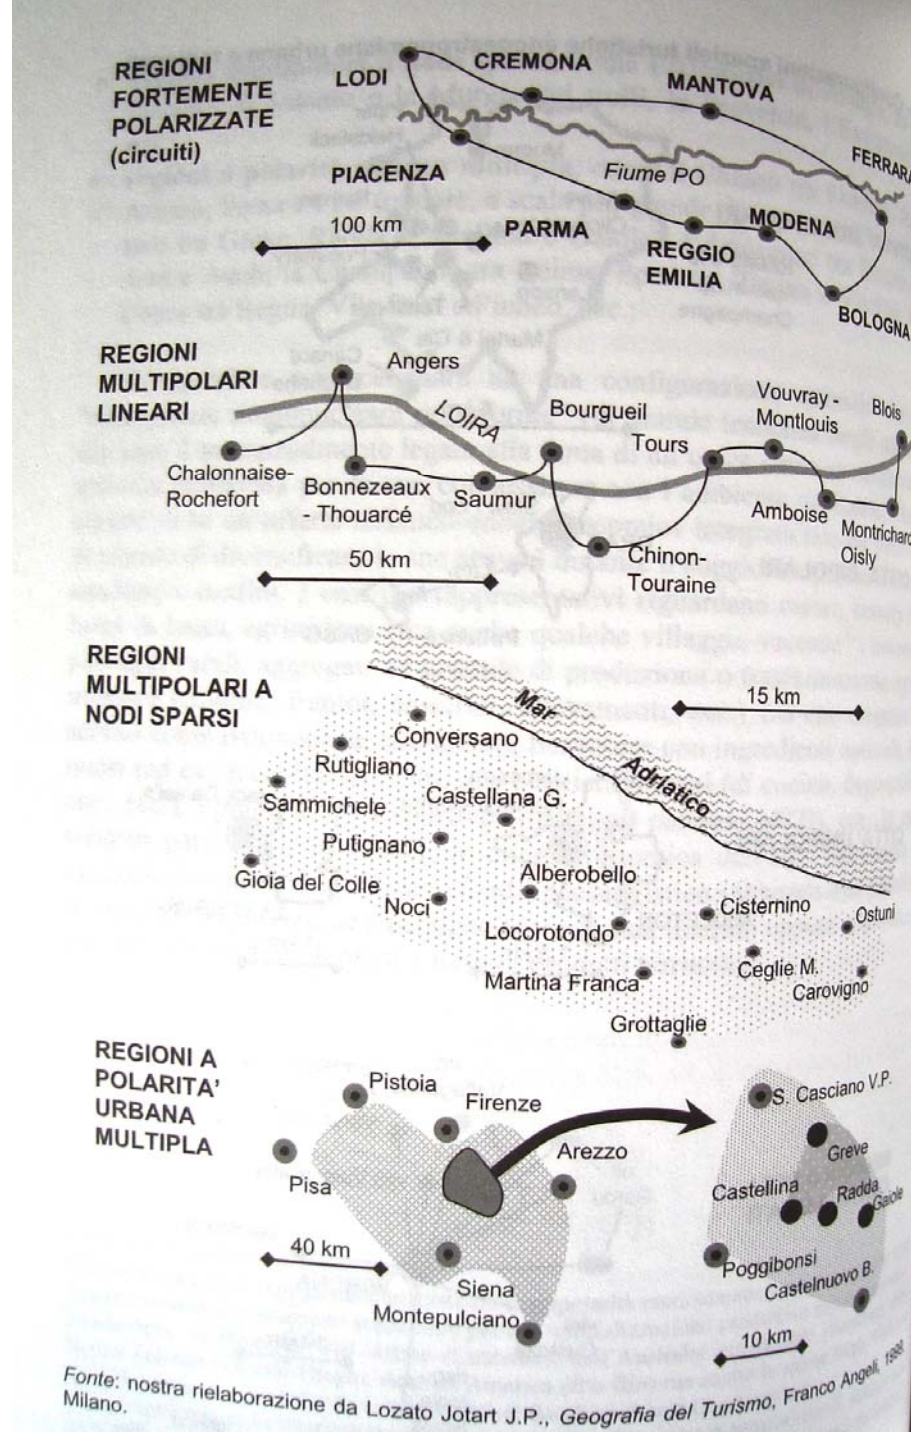 REGIONI
FORTEMENTE
POLARIZZATE
(circuiti)
LODI
CREMONA
MANTOVA
FERRARA
PIACENZA
Fiume PO
100 km
PARMA
REGGIO
EMILIA
MODENA
BOLOGNA
REGIONI
MULTIPOLARI
LINEARI
Angers
LOIRA
Bourgueil
Tours
Vouvray -
Montlouis
Blois
Chalonnaise-
Rochefort
Bonnezeaux
- Thouarcé
Saumur
Chinon-
Touraine
Amboise
Montrichard
Oisly
50 km
REGIONI
MULTIPOLARI A
NODI SPARSI
Mar
Adriatico
15 km
Conversano
Rutigliano
Sammichele
Castellana G.
Putignano
Gioia del Colle
Alberobello
Noci
Cisternino
Ostuni
Locorotondo
Martina Franca
Ceglie M.
Carovigno
Grottaglie
REGIONI A
POLARITA'
URBANA
MULTIPLA
Pistoia
Firenze
Arezzo
Pisa
40 km
Siena
Montepulciano
S. Casciano V.P.
Greve
Castellina
Radda
Gaiole
Poggibonsi
Castelnuovo B.
10 km
Fonte: nostra rielaborazione da Lozato Jotart J.P., Geografia del Turismo, Franco Angeli,
Milano.